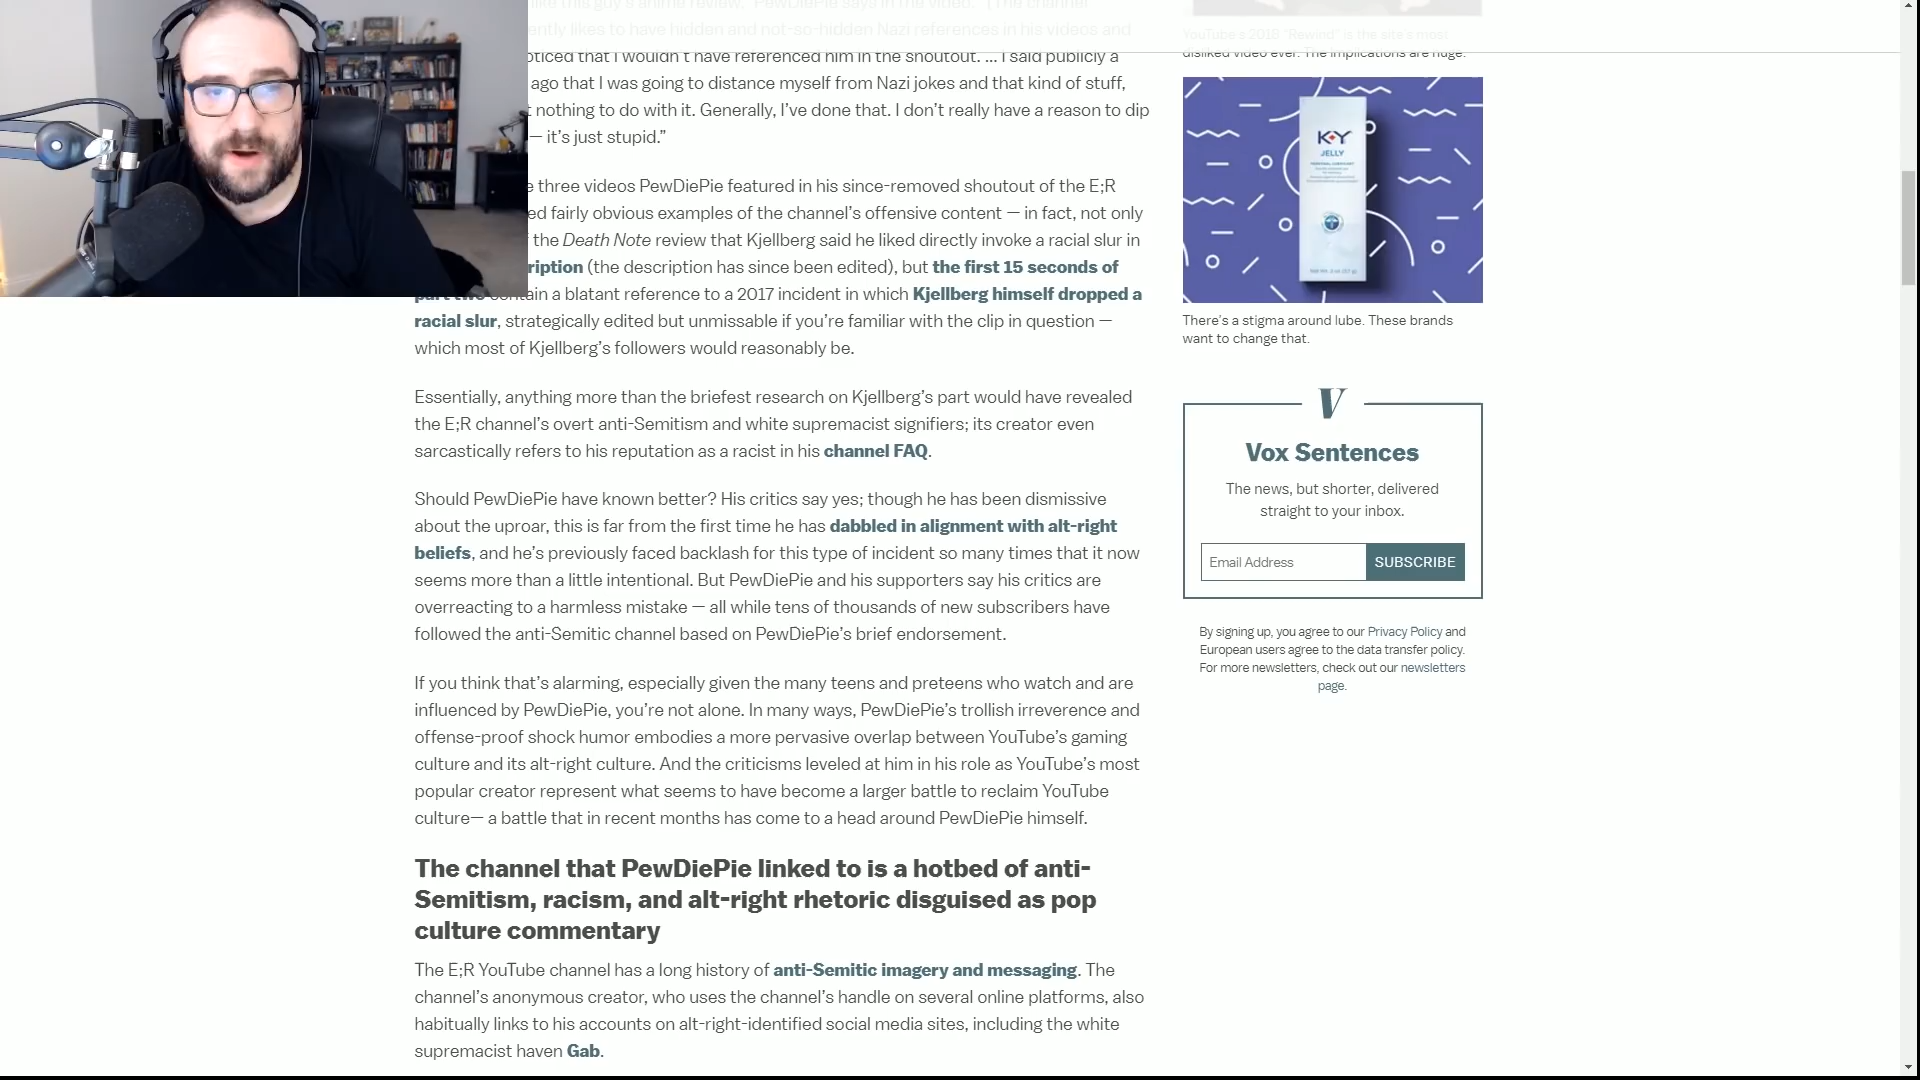 like this guy's anime review," PewDiePie says in the video. "[The channel
ently likes to have hidden and not-so-hidden Nazi references in his videos and
oticed that I wouldn't have referenced him in the shoutout. ... I said publicly a
ago that I was going to distance myself from Nazi jokes and that kind of stuff,
t nothing to do with it. Generally, I've done that. I don't really have a reason to dip
— it's just stupid."
e three videos PewDiePie featured in his since-removed shoutout of the E;R
ed fairly obvious examples of the channel's offensive content — in fact, not only
f the Death Note review that Kjellberg said he liked directly invoke a racial slur in
ription (the description has since been edited), but the first 15 seconds of
part two contain a blatant reference to a 2017 incident in which Kjellberg himself dropped a
racial slur, strategically edited but unmissable if you're familiar with the clip in question —
which most of Kjellberg's followers would reasonably be.
Essentially, anything more than the briefest research on Kjellberg's part would have revealed
the E;R channel's overt anti-Semitism and white supremacist signifiers; its creator even
sarcastically refers to his reputation as a racist in his channel FAQ.
Should PewDiePie have known better? His critics say yes; though he has been dismissive
about the uproar, this is far from the first time he has dabbled in alignment with alt-right
beliefs, and he's previously faced backlash for this type of incident so many times that it now
seems more than a little intentional. But PewDiePie and his supporters say his critics are
overreacting to a harmless mistake — all while tens of thousands of new subscribers have
followed the anti-Semitic channel based on PewDiePie's brief endorsement.
If you think that's alarming, especially given the many teens and preteens who watch and are
influenced by PewDiePie, you're not alone. In many ways, PewDiePie's trollish irreverence and
offense-proof shock humor embodies a more pervasive overlap between YouTube's gaming
culture and its alt-right culture. And the criticisms leveled at him in his role as YouTube's most
popular creator represent what seems to have become a larger battle to reclaim YouTube
culture— a battle that in recent months has come to a head around PewDiePie himself.
The channel that PewDiePie linked to is a hotbed of anti-
Semitism, racism, and alt-right rhetoric disguised as pop
culture commentary
The E;R YouTube channel has a long history of anti-Semitic imagery and messaging. The
channel's anonymous creator, who uses the channel's handle on several online platforms, also
habitually links to his accounts on alt-right-identified social media sites, including the white
supremacist haven Gab.
YouTube's 2018 "Rewind" is the site's most
disliked video ever. The implications are huge.
K-Y
JELLY
There's a stigma around lube. These brands
want to change that.
V
Vox Sentences
The news, but shorter, delivered
straight to your inbox.
Email Address
SUBSCRIBE
By signing up, you agree to our Privacy Policy and
European users agree to the data transfer policy.
For more newsletters, check out our newsletters
page.